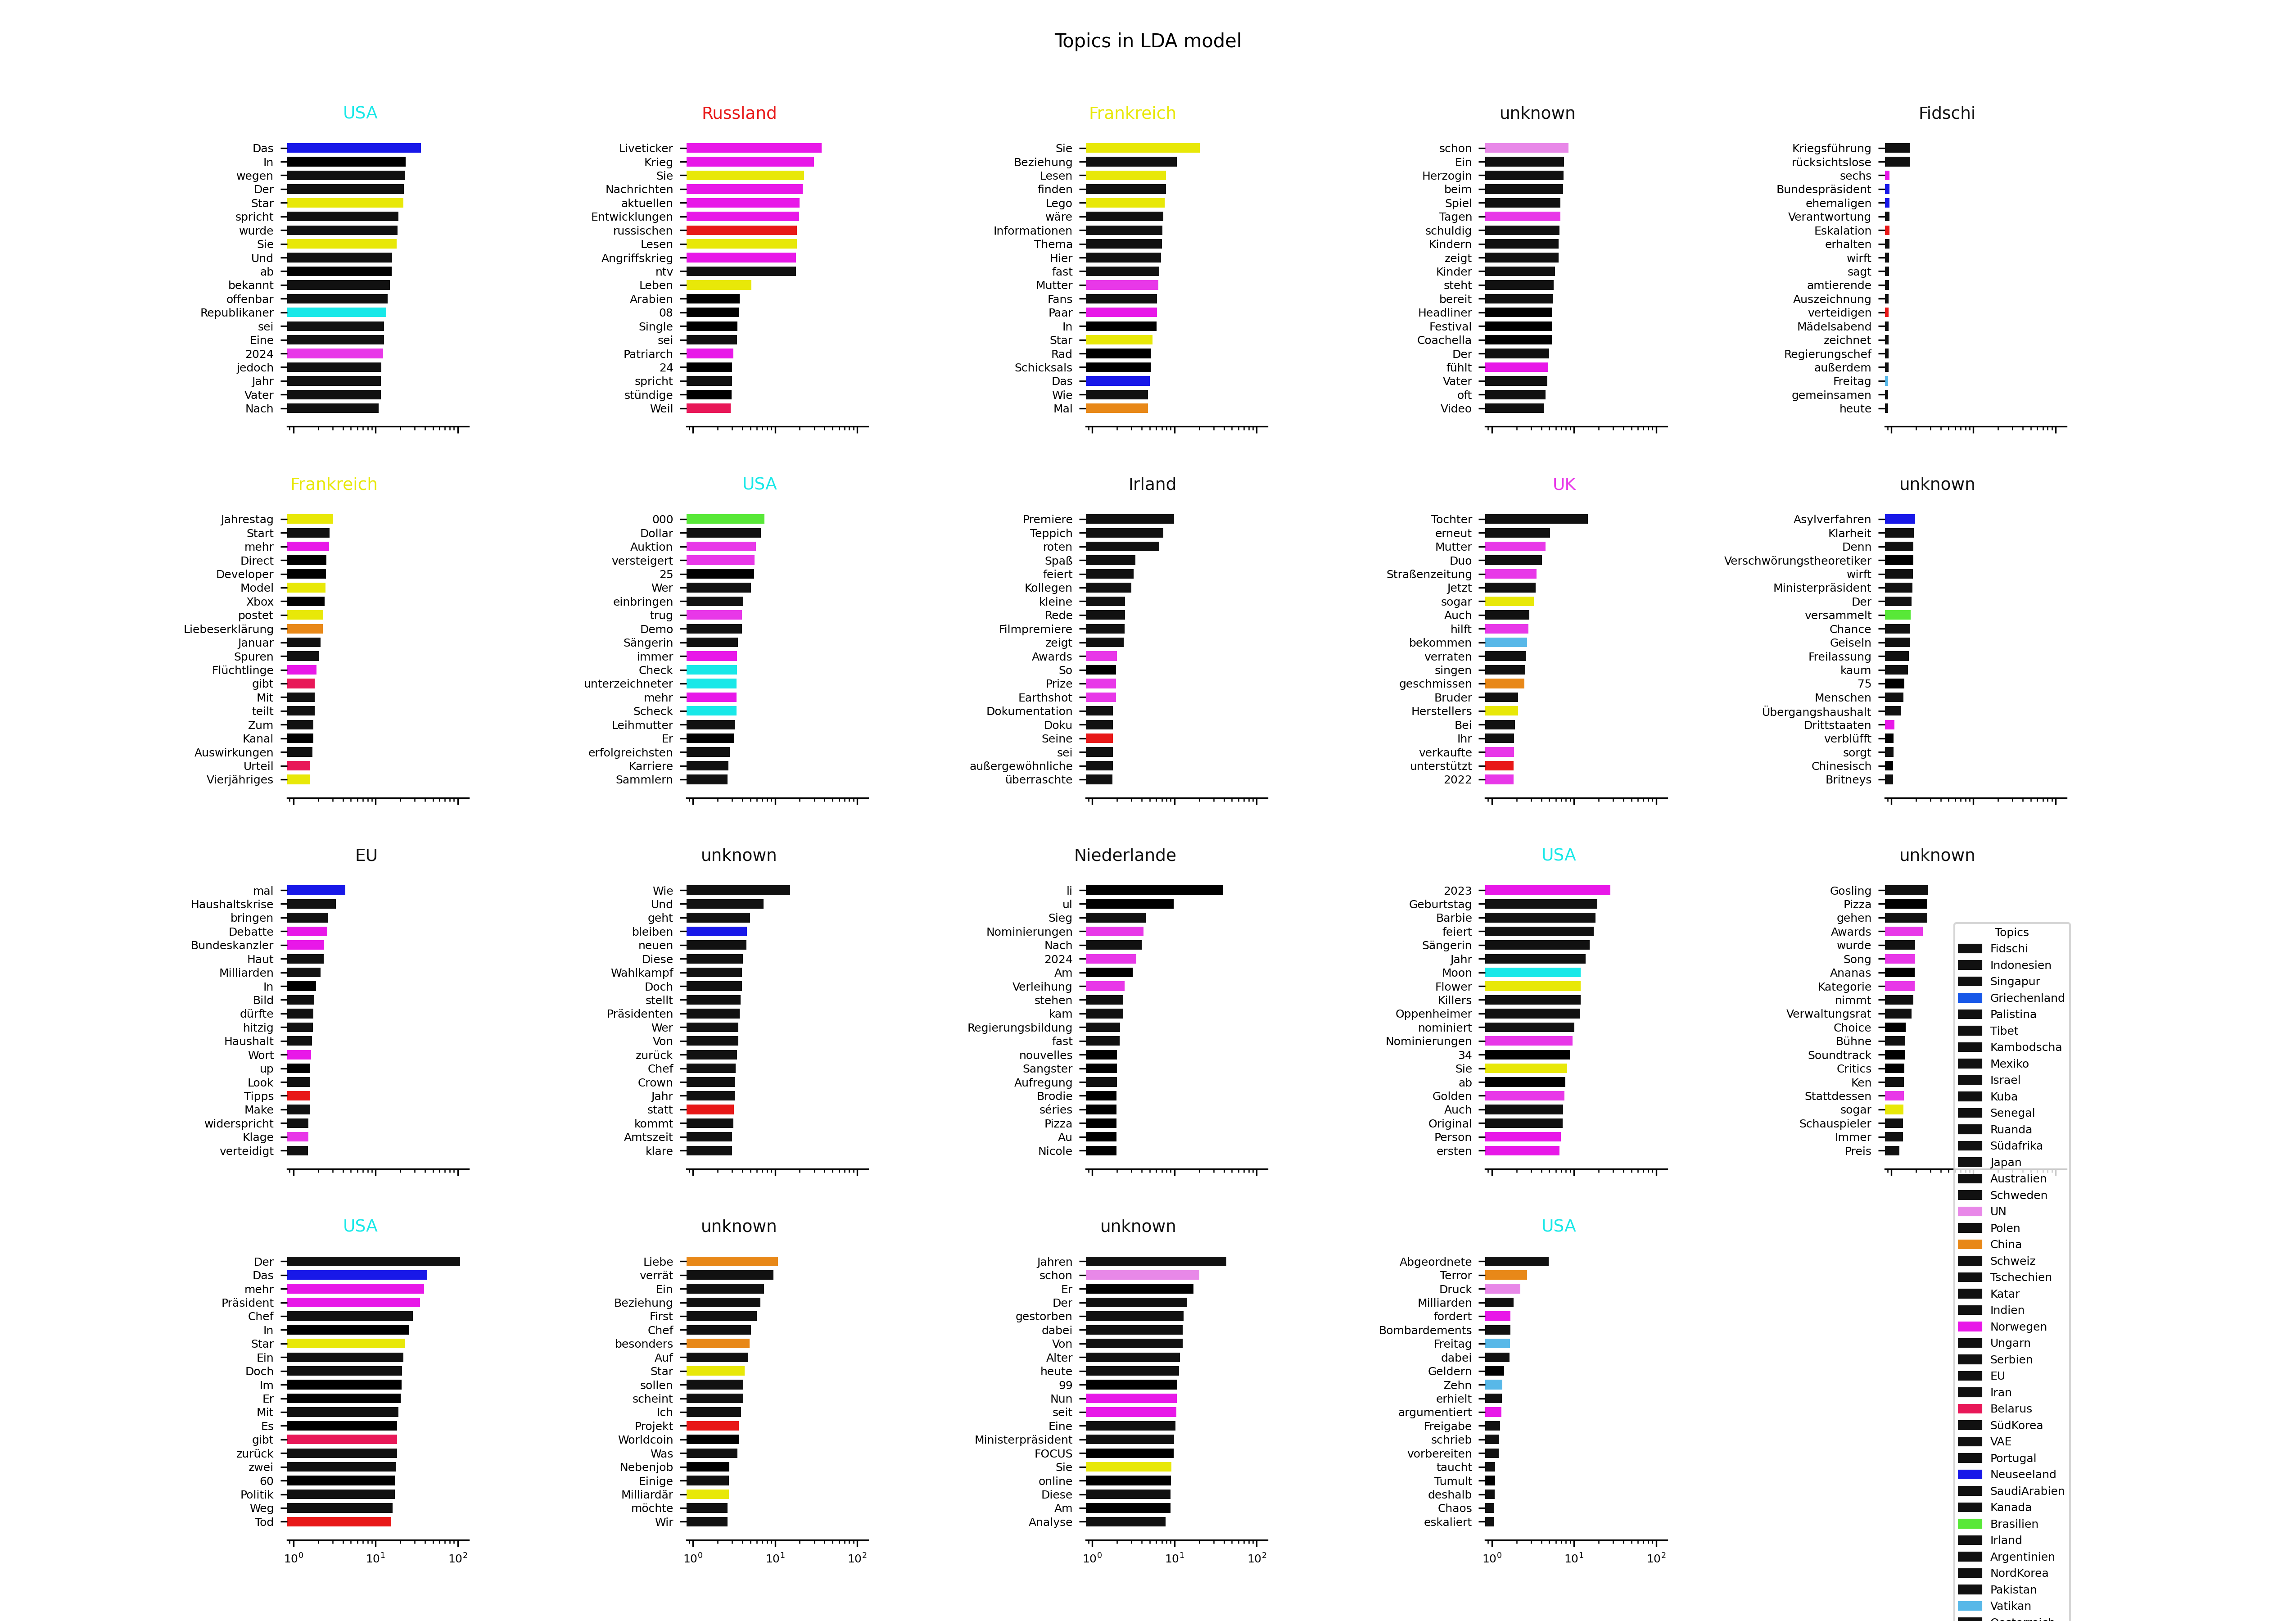 Topics in LDA model
USA
Das
In
wegen
Der
Star
spricht
wurde
Sie
Und
ab
bekannt
offenbar
Republikaner
sei
Eine
2024
jedoch
Jahr
Vater
Nach
Russland
Liveticker
Krieg
Sie
Nachrichten
aktuellen
Entwicklungen
russischen
Lesen
Angriffskrieg
ntv
Leben
Arabien
08
Single
sei
Patriarch
24
spricht
stündige
Weil
Frankreich
Sie
Beziehung
Lesen
finden
Lego
wäre
Informationen
Thema
Hier
fast
Mutter
Fans
Paar
In
Star
Rad
Schicksals
Das
Wie
Mal
unknown
schon
Ein
Herzogin
beim
Spiel
Tagen
schuldig
Kindern
zeigt
Kinder
steht
bereit
Headliner
Festival
Coachella
Der
fühlt
Vater
oft
Video
Fidschi
Kriegsführung
rücksichtslose
sechs
Bundespräsident
ehemaligen
Verantwortung
Eskalation
erhalten
wirft
sagt
amtierende
Auszeichnung
verteidigen
Mädelsabend
zeichnet
Regierungschef
außerdem
Freitag
gemeinsamen
heute
Frankreich
Jahrestag
Start
mehr
Direct
Developer
Model
Xbox
postet
Liebeserklärung
Januar
Spuren
Flüchtlinge
gibt
Mit
teilt
Zum
Kanal
Auswirkungen
Urteil
Vierjähriges
USA
000
Dollar
Auktion
versteigert
25
Wer
einbringen
trug
Demo
Sängerin
immer
Check
unterzeichneter
mehr
Scheck
Leihmutter
Er
erfolgreichsten
Karriere
Sammlern
Irland
Premiere
Teppich
roten
Spaß
feiert
Kollegen
kleine
Rede
Filmpremiere
zeigt
Awards
So
Prize
Earthshot
Dokumentation
Doku
Seine
sei
außergewöhnliche
überraschte
UK
Tochter
erneut
Mutter
Duo
Straßenzeitung
Jetzt
sogar
Auch
hilft
bekommen
verraten
singen
geschmissen
Bruder
Herstellers
Bei
Ihr
verkaufte
unterstützt
2022
unknown
Asylverfahren
Klarheit
Denn
Verschwörungstheoretiker
wirft
Ministerpräsident
Der
versammelt
Chance
Geiseln
Freilassung
kaum
75
Menschen
Übergangshaushalt
Drittstaaten
verblüfft
sorgt
Chinesisch
Britneys
EU
mal
Haushaltskrise
bringen
Debatte
Bundeskanzler
Haut
Milliarden
In
Bild
dürfte
hitzig
Haushalt
Wort
up
Look
Tipps
Make
widerspricht
Klage
verteidigt
unknown
Wie
Und
geht
bleiben
neuen
Diese
Wahlkampf
Doch
stellt
Präsidenten
Wer
Von
zurück
Chef
Crown
Jahr
statt
kommt
Amtszeit
klare
Niederlande
li
ul
Sieg
Nominierungen
Nach
2024
Am
Verleihung
stehen
kam
Regierungsbildung
fast
nouvelles
Sangster
Aufregung
Brodie
séries
Pizza
Au
Nicole
USA
2023
Geburtstag
Barbie
feiert
Sängerin
Jahr
Moon
Flower
Killers
Oppenheimer
nominiert
Nominierungen
34
Sie
ab
Golden
Auch
Original
Person
ersten
unknown
Gosling
Pizza
gehen
Awards
wurde
Song
Ananas
Kategorie
nimmt
Verwaltungsrat
Choice
Bühne
Soundtrack
Critics
Ken
Stattdessen
sogar
Schauspieler
Immer
Preis
USA
Der
Das
mehr
Präsident
Chef
In
Star
Ein
Doch
Im
Er
Mit
Es
gibt
zurück
zwei
60
Politik
Weg
Tod
10⁰ 10¹ 10²
unknown
Liebe
verrät
Ein
Beziehung
First
Chef
besonders
Auf
Star
sollen
scheint
Ich
Projekt
Worldcoin
Was
Nebenjob
Einige
Milliardär
möchte
Wir
10⁰ 10¹ 10²
unknown
Jahren
schon
Er
Der
gestorben
dabei
Von
Alter
heute
99
Nun
seit
Eine
Ministerpräsident
FOCUS
Sie
online
Diese
Am
Analyse
10⁰ 10¹ 10²
USA
Abgeordnete
Terror
Druck
Milliarden
fordert
Bombardements
Freitag
dabei
Geldern
Zehn
erhielt
argumentiert
Freigabe
schrieb
vorbereiten
taucht
Tumult
deshalb
Chaos
eskaliert
10⁰ 10¹ 10²
Topics
Fidschi
Indonesien
Singapur
Griechenland
Palistina
Tibet
Kambodscha
Mexiko
Israel
Kuba
Senegal
Ruanda
Südafrika
Japan
Australien
Schweden
UN
Polen
China
Schweiz
Tschechien
Katar
Indien
Norwegen
Ungarn
Serbien
EU
Iran
Belarus
SüdKorea
VAE
Portugal
Neuseeland
SaudiArabien
Kanada
Brasilien
Irland
Argentinien
NordKorea
Pakistan
Vatikan